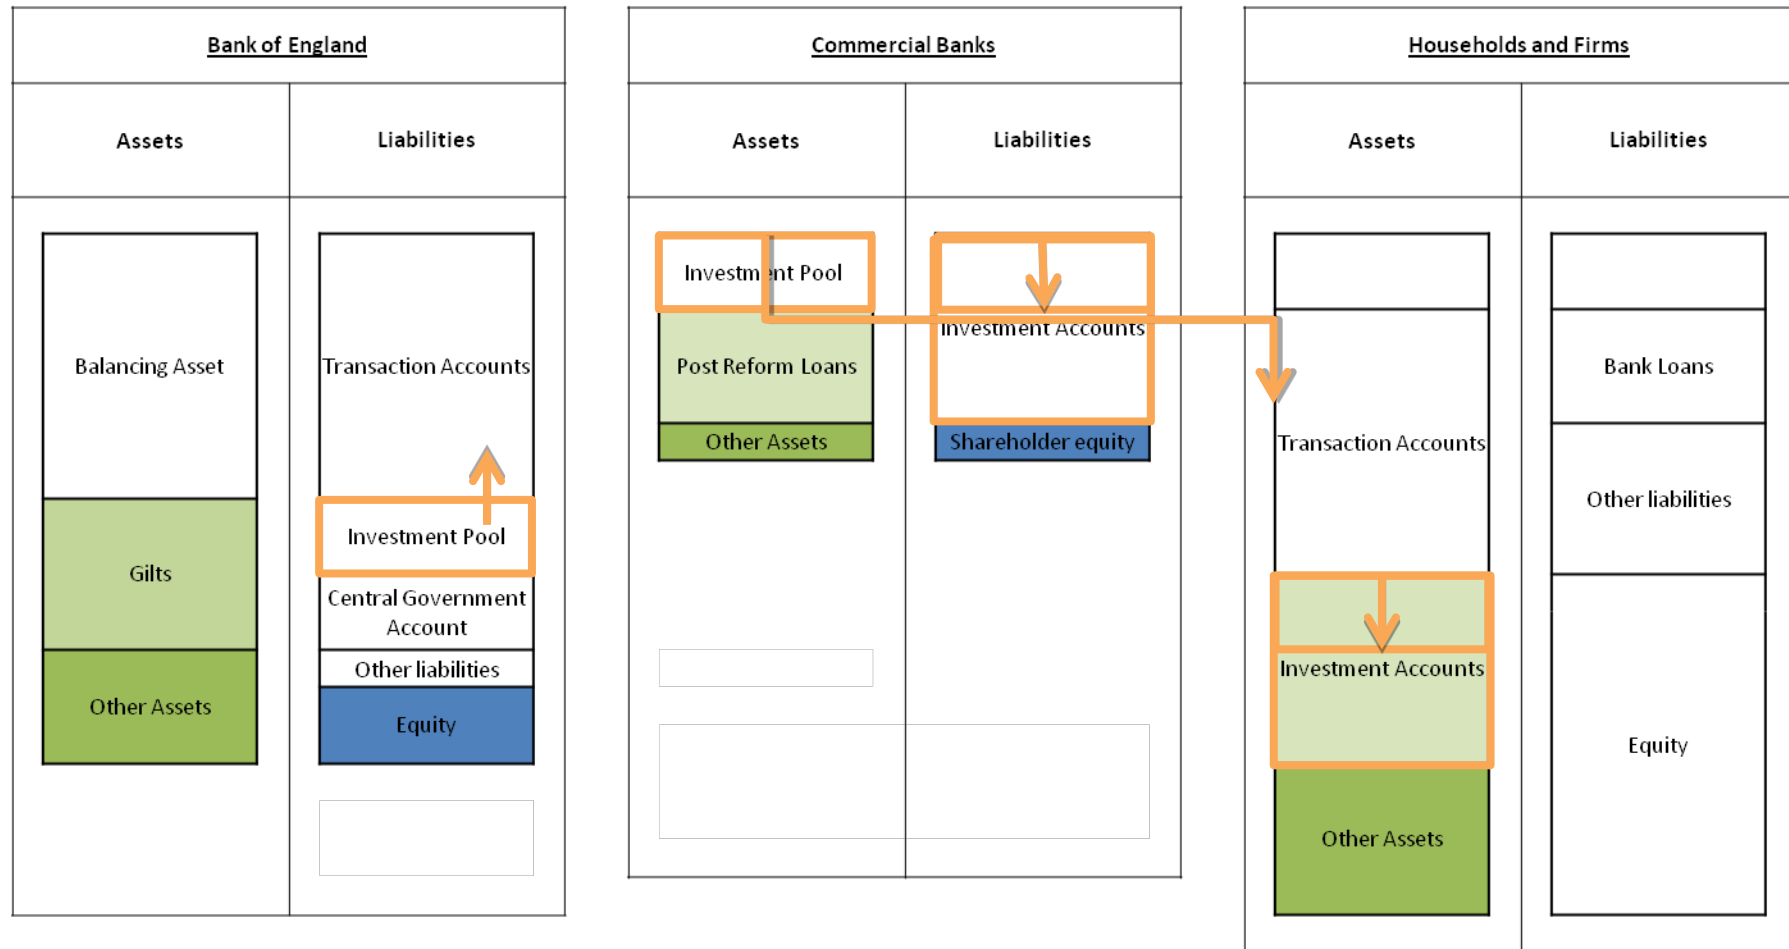 Bank of England
Assets
Liabilities
Balancing Asset
Gilts
Other Assets
Transaction Accounts
Investment Pool
Central Government
Account
Other liabilities
Equity
Commercial Banks
Assets
Liabilities
Investment Pool
Post Reform Loans
Other Assets
Investment Accounts
Shareholder equity
Households and Firms
Assets
Liabilities
Transaction Accounts
Investment Accounts
Other Assets
Bank Loans
Other liabilities
Equity